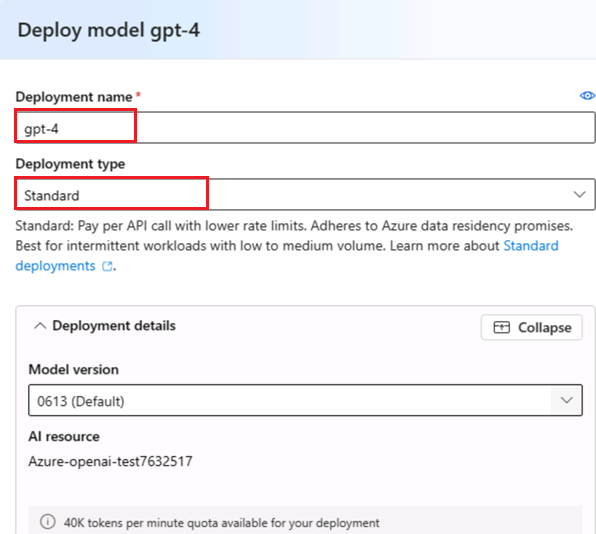 Deploy model gpt-4
Deployment name *
gpt-4
Deployment type
Standard
Standard: Pay per API call with lower rate limits. Adheres to Azure data residency promises.
Best for intermittent workloads with low to medium volume. Learn more about Standard
deployments.
Deployment details
Collapse
Model version
0613 (Default)
AI resource
Azure-openai-test7632517
40K tokens per minute quota available for your deployment